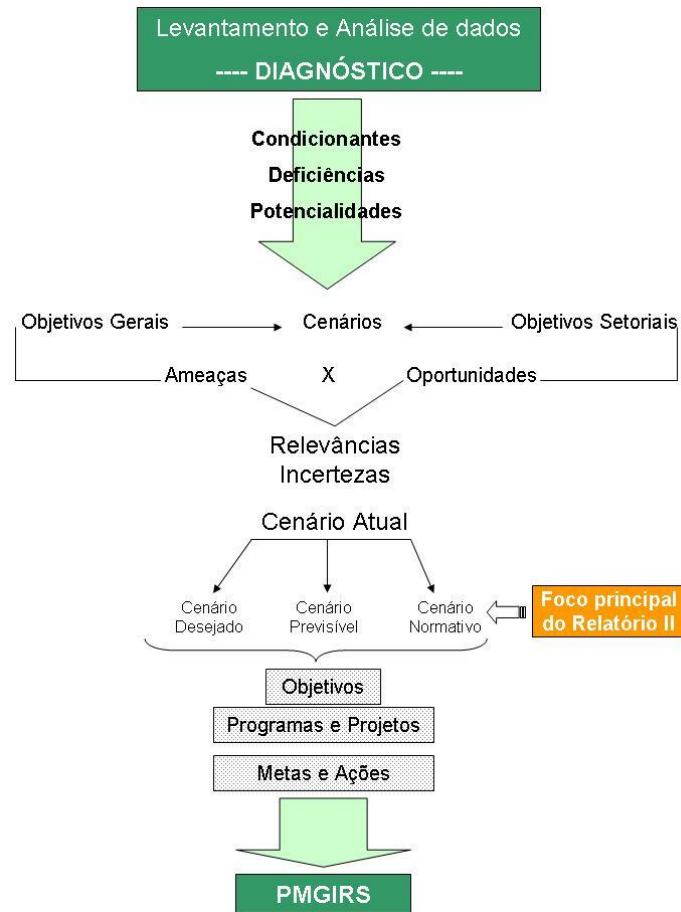 Levantamento e Análise de dados
---- DIAGNÓSTICO ----
Condicionantes
Deficiências
Potencialidades
Objetivos Gerais
Cenários
Objetivos Setoriais
Ameaças
X
Oportunidades
Relevâncias
Incertezas
Cenário Atual
Cenário
Desejado
Cenário
Previsível
Cenário
Normativo
Foco principal
do Relatório II
Objetivos
Programas e Projetos
Metas e Ações
PMGIRS